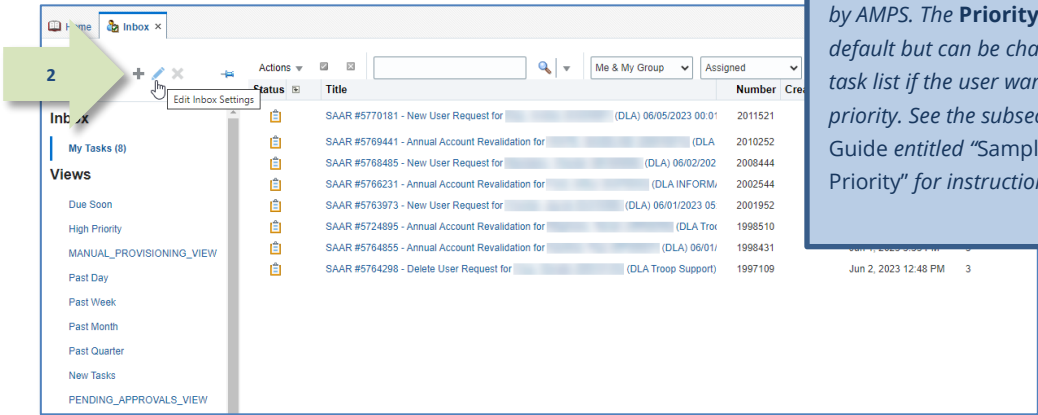 Home Inbox ×
2
Actions
Me & My Group Assigned
Edit Inbox Settings
Status Title Number
Inbox
My Tasks (8)
Views
Due Soon
High Priority
MANUAL_PROVISIONING_VIEW
Past Day
Past Week
Past Month
Past Quarter
New Tasks
PENDING_APPROVALS_VIEW
SAAR #5770181 - New User Request for (DLA) 06/05/2023 00:01 2011521
SAAR #5769441 - Annual Account Revalidation for (DLA 2010252
SAAR #5768485 - New User Request for (DLA) 06/02/202 2008444
SAAR #5766231 - Annual Account Revalidation for (DLA INFORM 2002544
SAAR #5763973 - New User Request for (DLA) 06/01/2023 05 2001952
SAAR #5724895 - Annual Account Revalidation for (DLA Troo 1998510
SAAR #5764855 - Annual Account Revalidation for (DLA) 06/01/ 1998431
SAAR #5764298 - Delete User Request for (DLA Troop Support) 1997109 Jun 2, 2023 12:48 PM 3
by AMPS. The Priority
default but can be cha
task list if the user wa
priority. See the subse
Guide entitled "Sampl
Priority" for instruction